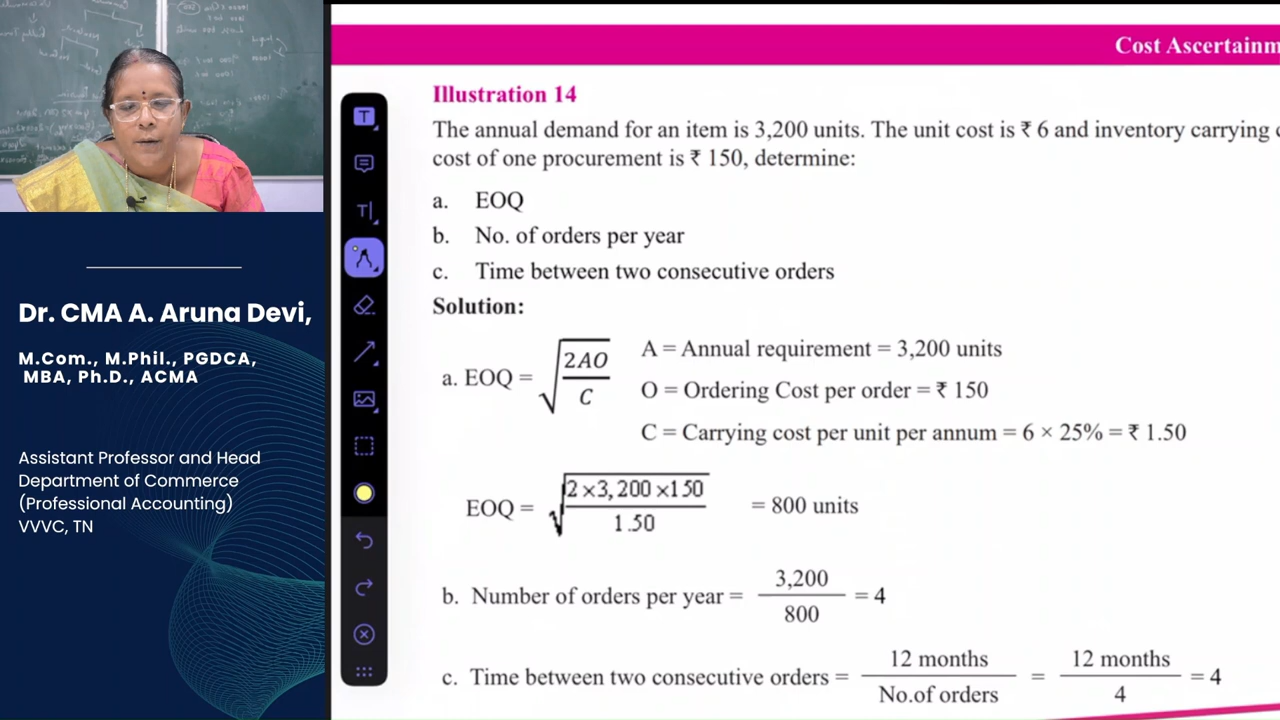 Cost Ascertainm
Illustration 14
The annual demand for an item is 3,200 units. The unit cost is ₹ 6 and inventory carrying c
cost of one procurement is ₹ 150, determine:
a. EOQ
b. No. of orders per year
c. Time between two consecutive orders
Solution:
a. EOQ = √(2AO / C)
A = Annual requirement = 3,200 units
O = Ordering Cost per order = ₹ 150
C = Carrying cost per unit per annum = 6 × 25% = ₹ 1.50
EOQ = √(2 ×3,200 ×150 / 1.50) = 800 units
b. Number of orders per year = 3,200 / 800 = 4
c. Time between two consecutive orders = 12 months / No.of orders = 12 months / 4 = 4
Dr. CMA A. Aruna Devi,
M.Com., M.Phil., PGDCA,
MBA, Ph.D., ACMA
Assistant Professor and Head
Department of Commerce
(Professional Accounting)
VVVC, TN